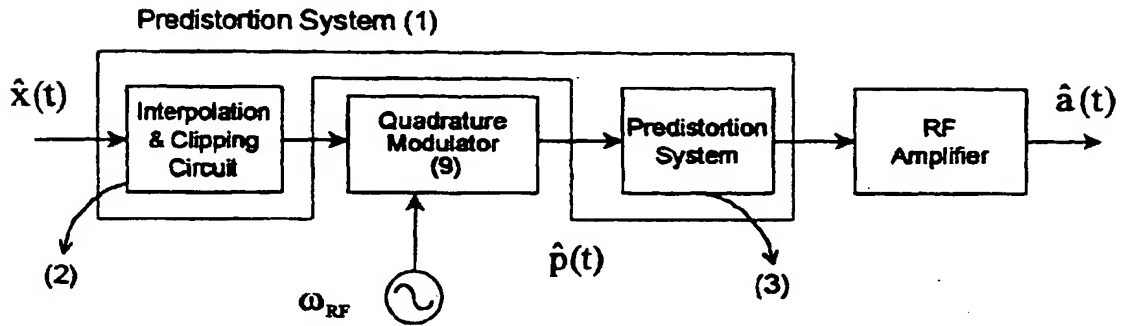 Predistortion System (1)
x̂(t)
Interpolation
& Clipping
Circuit
Quadrature
Modulator
(9)
Predistortion
System
RF
Amplifier
â(t)
(2)
p̂(t)
(3)
ω_RF